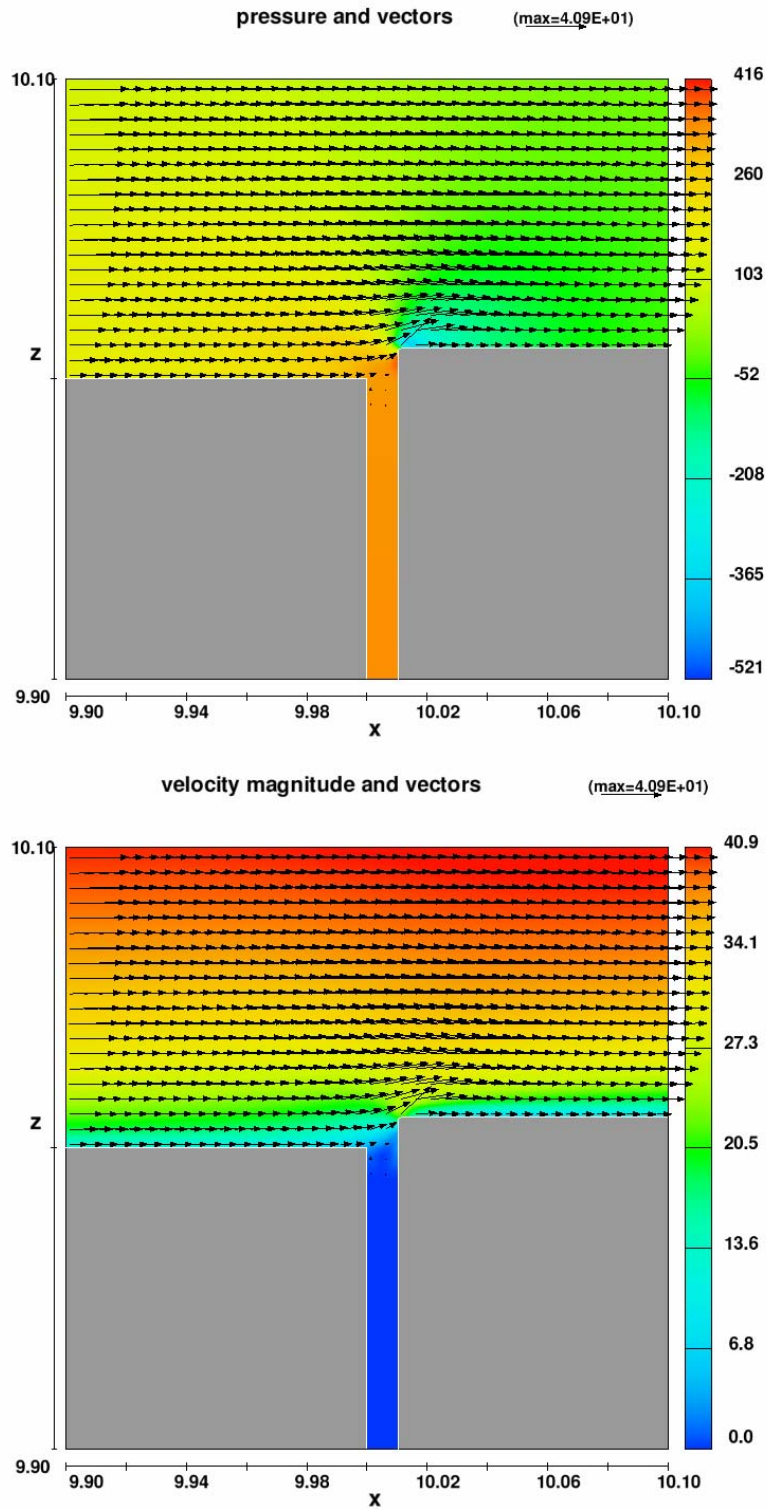 pressure and vectors (max=4.09E+01)
10.10
416
260
103
z
-52
-208
-365
-521
9.90
9.90 9.94 9.98 10.02 10.06 10.10
x
velocity magnitude and vectors (max=4.09E+01)
10.10
40.9
34.1
27.3
z
20.5
13.6
6.8
0.0
9.90
9.90 9.94 9.98 10.02 10.06 10.10
x